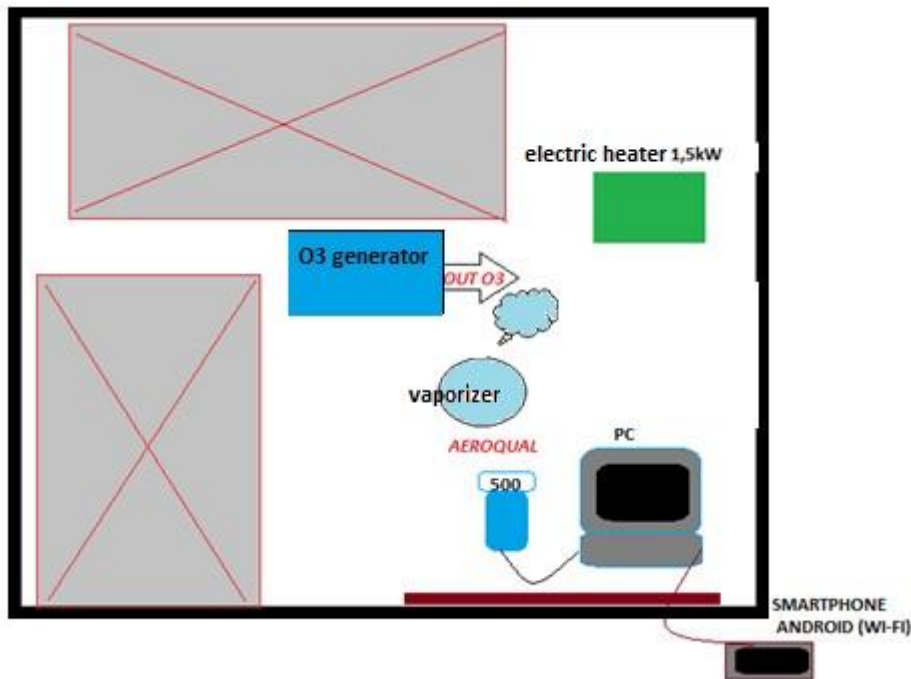 electric heater 1,5kW
O3 generator
OUT O3
vaporizer
AEROQUAL
500
PC
SMARTPHONE
ANDROID (WI-FI)